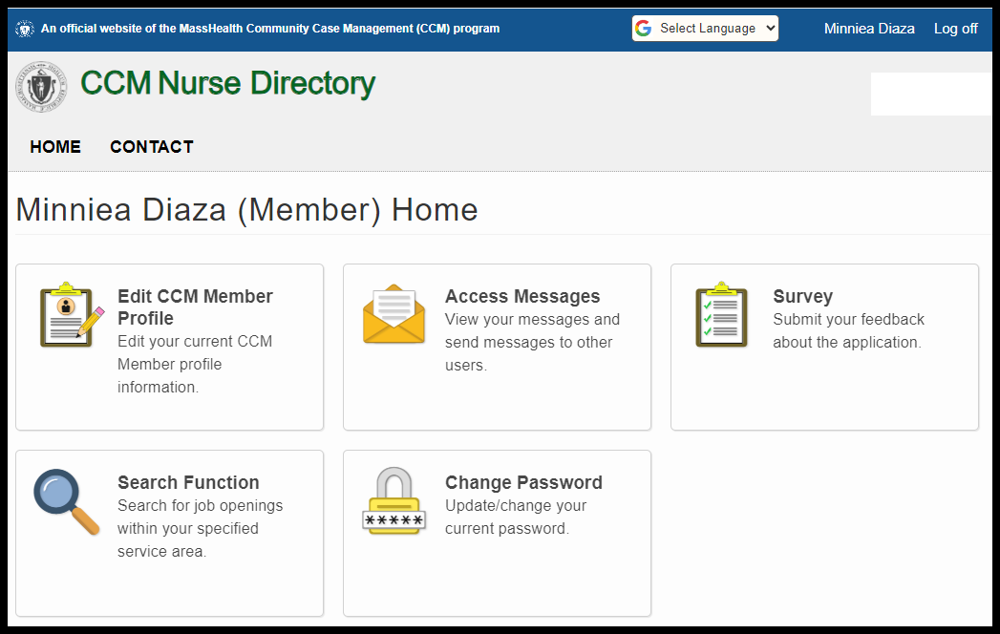 An official website of the MassHealth Community Case Management (CCM) program
Select Language
Minniea Diaza
Log off
CCM Nurse Directory
HOME
CONTACT
Minniea Diaza (Member) Home
Edit CCM Member
Profile
Edit your current CCM
Member profile
information.
Access Messages
View your messages and
send messages to other
users.
Survey
Submit your feedback
about the application.
Search Function
Search for job openings
within your specified
service area.
Change Password
Update/change your
current password.
*****